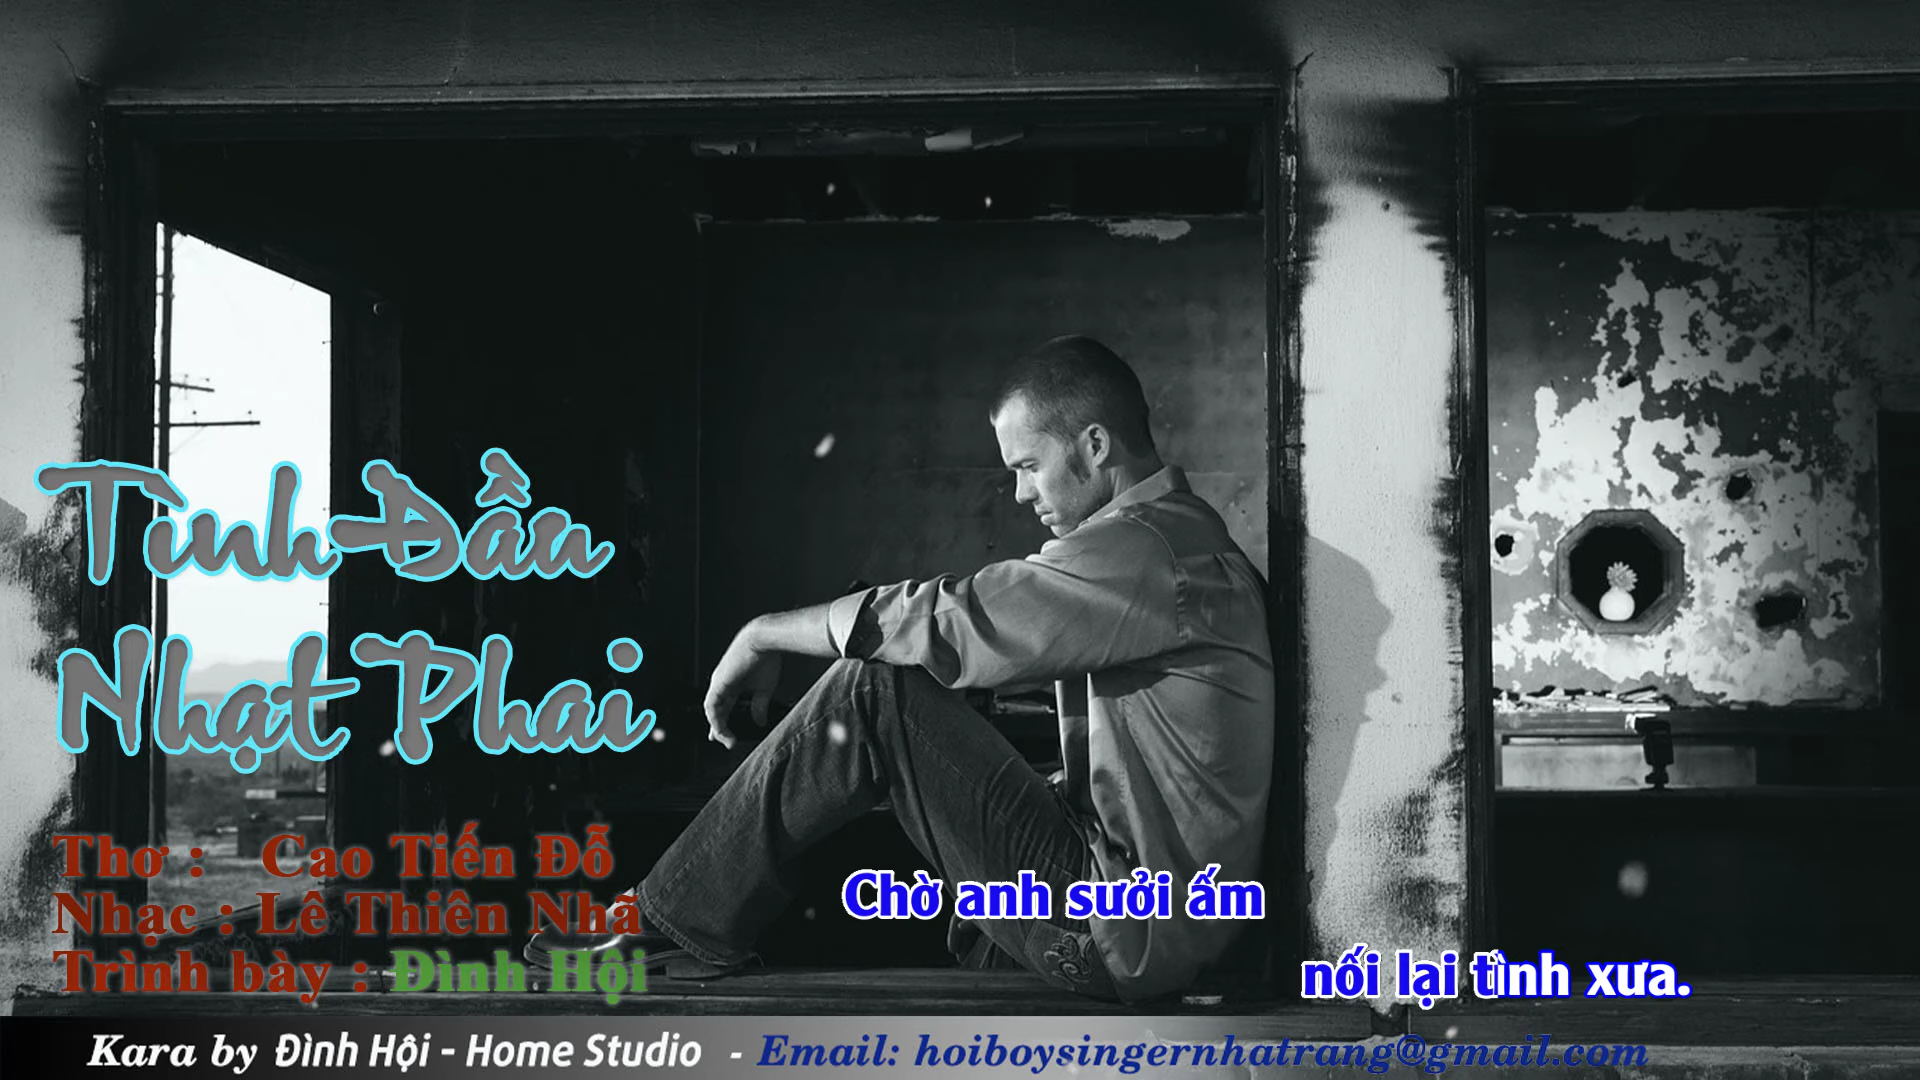 Tình Đần
Nhạt Phai
Thơ : Cao Tiến Đỗ
Nhạc : Lê Thiên Nhã
Trình bày : Đình Hội
Chờ anh sưởi ấm
nối lại tình xưa.
Kara by Đình Hội - Home Studio - Email: hoiboysingernhatrang@gmail.com